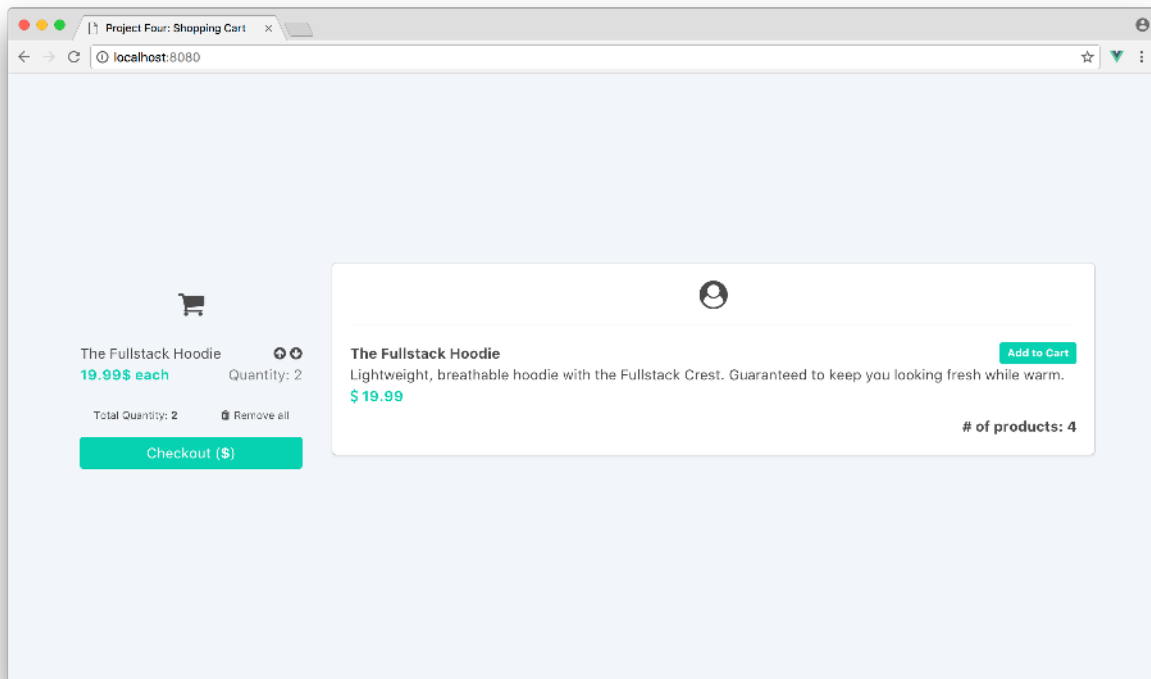 Project Four: Shopping Cart
localhost:8080
The Fullstack Hoodie
19.99$ each
Quantity: 2
Total Quantity: 2
Remove all
Checkout ($)
The Fullstack Hoodie
Add to Cart
Lightweight, breathable hoodie with the Fullstack Crest. Guaranteed to keep you looking fresh while warm.
$ 19.99
# of products: 4